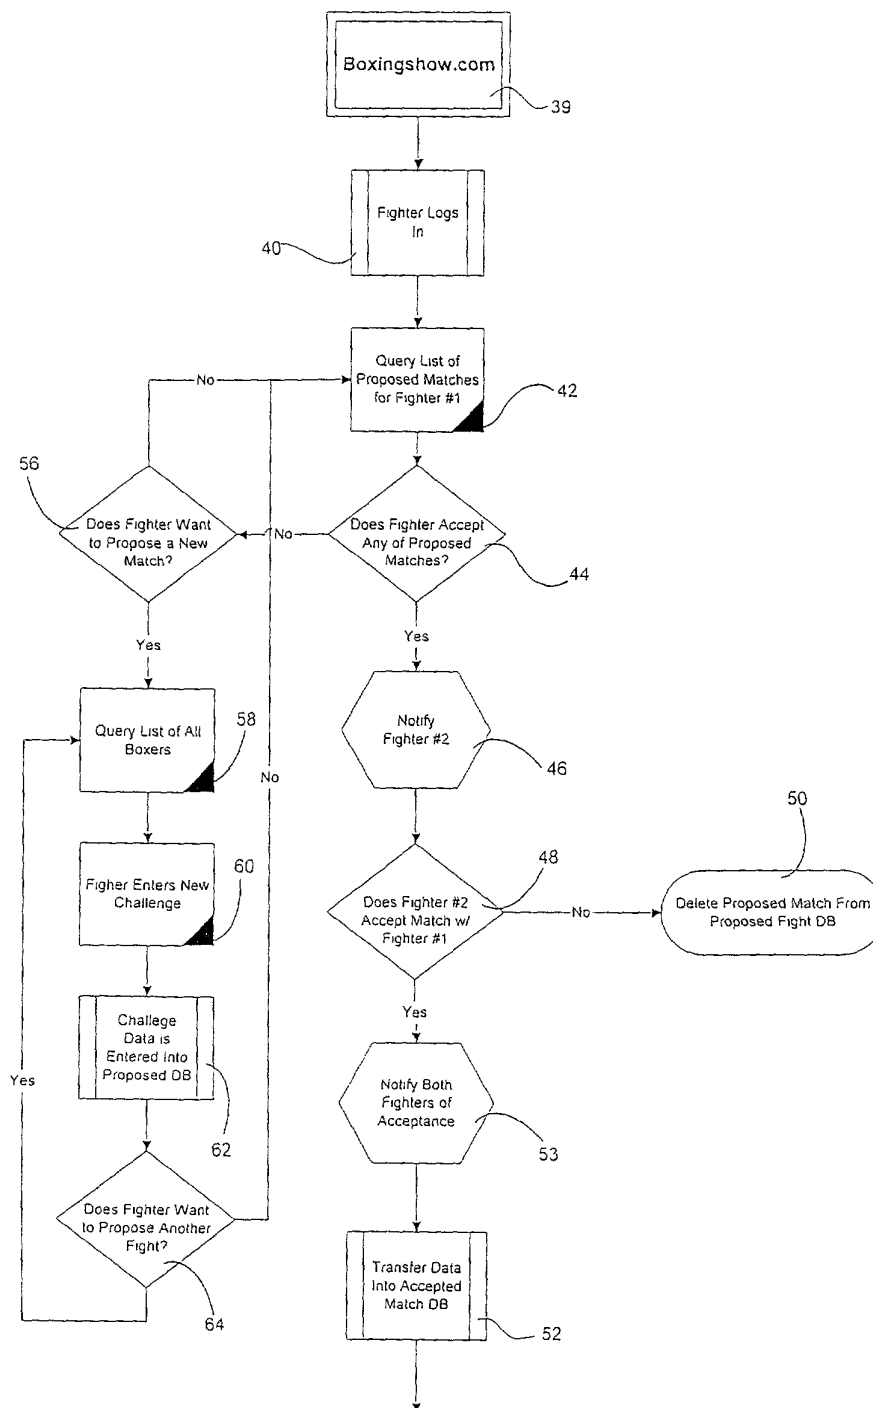 Boxingshow.com
39
Fighter Logs
In
40
Query List of
Proposed Matches
for Fighter #1
42
No
56
Does Fighter Want
to Propose a New
Match?
No
Does Fighter Accept
Any of Proposed
Matches?
44
Yes
Yes
Query List of All
Boxers
58
Notify
Fighter #2
46
No
Figher Enters New
Challenge
60
Does Fighter #2
Accept Match w/
Fighter #1
48
No
50
Delete Proposed Match From
Proposed Fight DB
Yes
Challege
Data is
Entered Into
Proposed DB
62
Yes
Notify Both
Fighters of
Acceptance
53
Does Fighter Want
to Propose Another
Fight?
64
Transfer Data
Into Accepted
Match DB
52